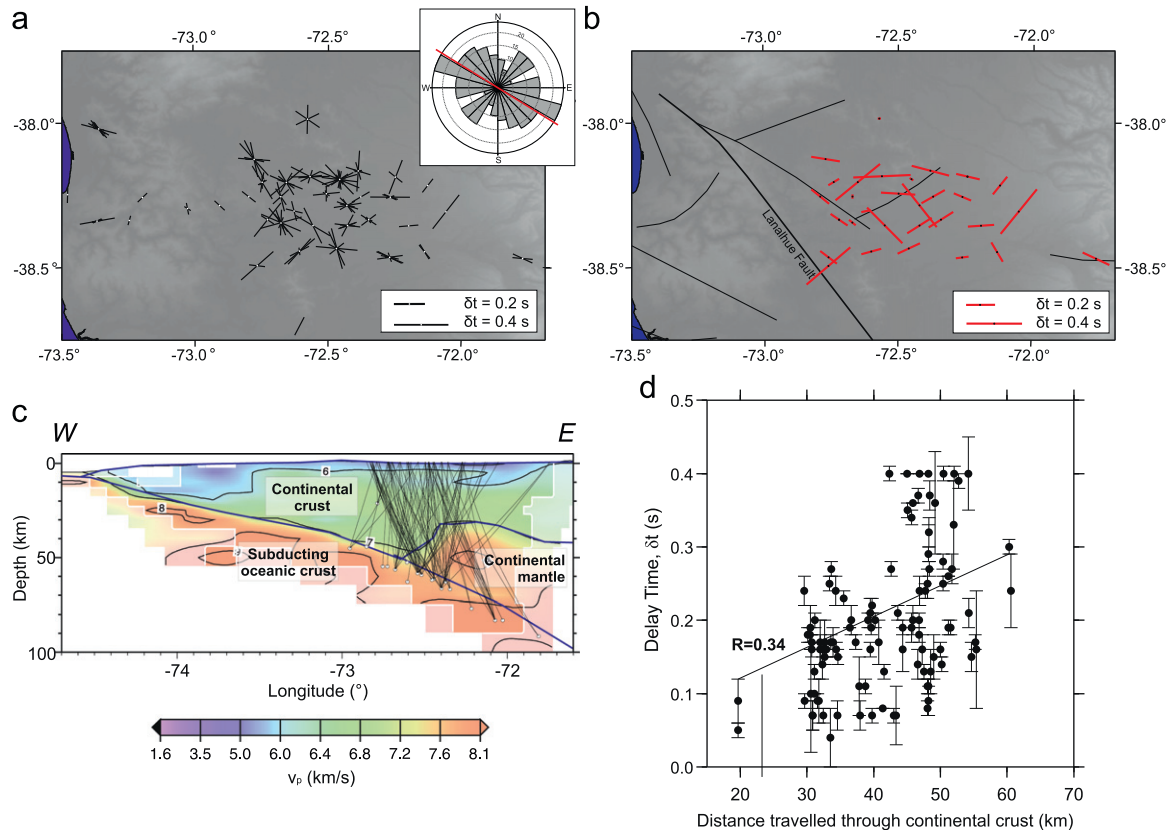 a
-73.0° -72.5°
N
20
15
W E
S
-38.0°
-38.5°
δt = 0.2 s
δt = 0.4 s
-73.5 -73.0 -72.5 -72.0
b
-73.0° -72.5° -72.0°
-38.0°
-38.5°
Lanalhue Fault
δt = 0.2 s
δt = 0.4 s
-73.5 -73.0 -72.5 -72.0
c
W E
0
50
100
Depth (km)
6
Continental
crust
8
7
Subducting
oceanic crust
Continental
mantle
-74 -73 -72
Longitude (°)
1.6 3.5 5.0 6.0 6.4 6.8 7.2 7.6 8.1
vₚ (km/s)
d
0.5
0.4
0.3
0.2
0.1
0.0
Delay Time, δt (s)
R=0.34
20 30 40 50 60 70
Distance travelled through continental crust (km)